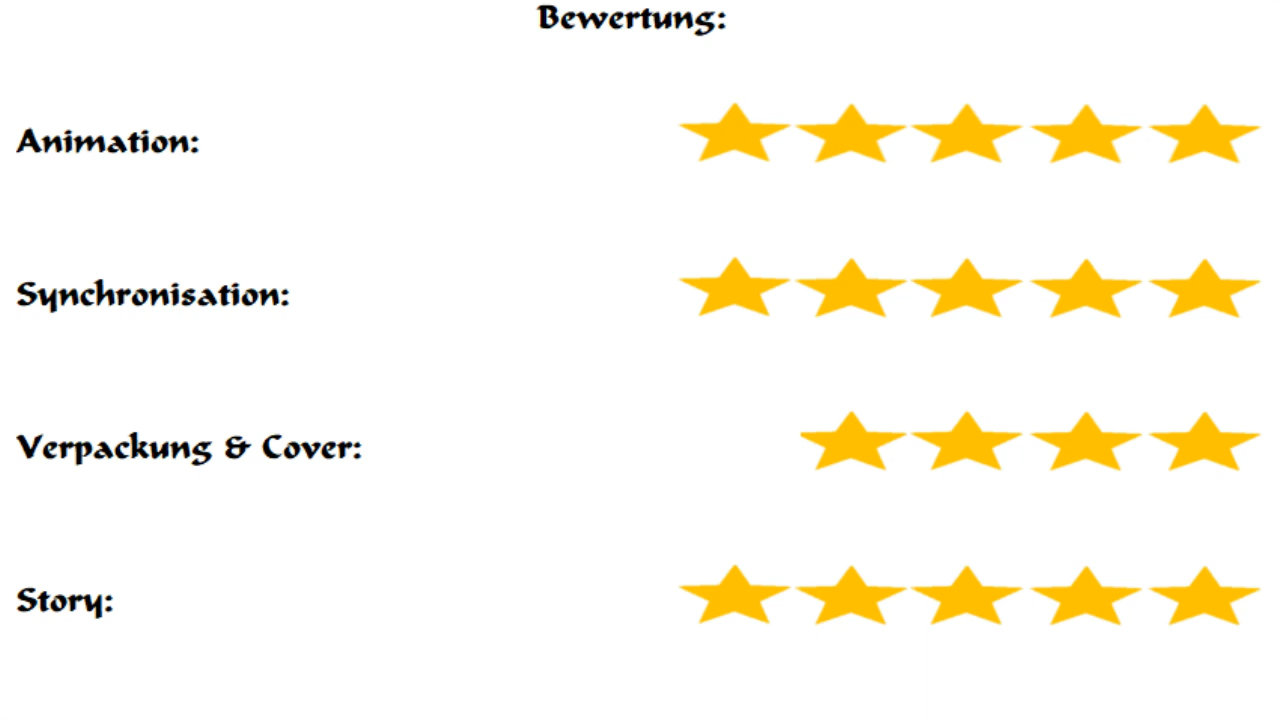 Bewertung:
Animation:
Synchronisation:
Verpackung & Cover:
Story: